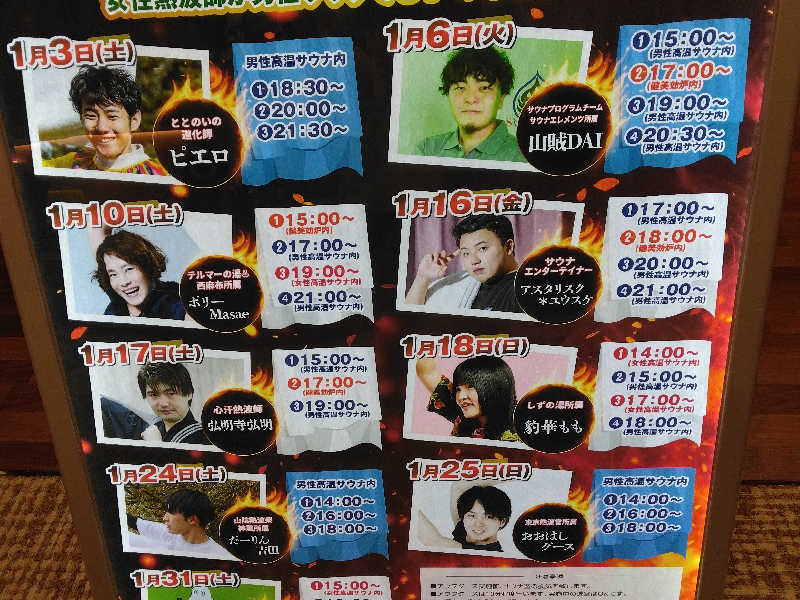 1月3日(土)
ととのいの
進化師
ピエロ
男性高温サウナ内
①18:30～
②20:00～
③21:30～
1月6日(火)
サウナプログラムチーム
サウナエレメンツ所属
山賊DAI
①15:00～
(男性高温サウナ内)
②17:00～
(健美効炉内)
③19:00～
(男性高温サウナ内)
④20:30～
(男性高温サウナ内)
1月10日(土)
テルマー湯
西麻布所属
ポリー
Masae
①15:00～
(健美効炉内)
②17:00～
(男性高温サウナ内)
③19:00～
(女性高温サウナ内)
④21:00～
(男性高温サウナ内)
1月16日(金)
サウナ
エンターテイナー
アスタリスク
＊ユウスケ
①17:00～
(男性高温サウナ内)
②18:00～
(健美効炉内)
③20:00～
(男性高温サウナ内)
④21:00～
(男性高温サウナ内)
1月17日(土)
心汗熱波師
弘明寺弘明
①15:00～
(男性高温サウナ内)
②17:00～
(健美効炉内)
③19:00～
(男性高温サウナ内)
1月18日(日)
しずの湯所属
豹華もも
①14:00～
(女性高温サウナ内)
②15:00～
(男性高温サウナ内)
③17:00～
(女性高温サウナ内)
④18:00～
(男性高温サウナ内)
1月24日(土)
だーりん
吉田
男性高温サウナ内
①14:00～
②16:00～
③18:00～
1月25日(日)
東京熱波官所属
おおはし
グース
男性高温サウナ内
①14:00～
②16:00～
③18:00～
1月31日(土)
①15:00～
注意事項